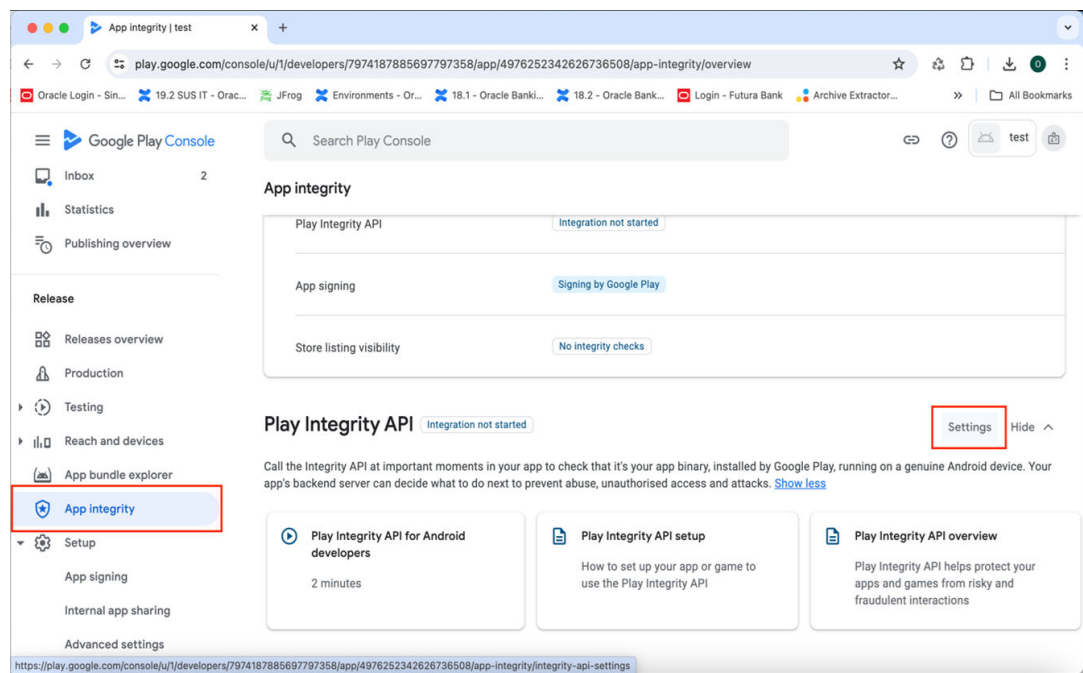 App integrity | test
play.google.com/console/u/1/developers/7974187885697797358/app/4976252342626736508/app-integrity/overview
O
Oracle Login - Sin...
19.2 SUS IT - Orac...
JFrog
Environments - Or...
18.1 - Oracle Banki...
18.2 - Oracle Bank...
Login - Futura Bank
Archive Extractor...
All Bookmarks
Google Play Console
Search Play Console
test
Inbox 2
Statistics
Publishing overview
Release
Releases overview
Production
Testing
Reach and devices
App bundle explorer
App integrity
Setup
App signing
Internal app sharing
Advanced settings
App integrity
Play Integrity API Integration not started
App signing Signing by Google Play
Store listing visibility No integrity checks
Play Integrity API Integration not started Settings Hide
Call the Integrity API at important moments in your app to check that it's your app binary, installed by Google Play, running on a genuine Android device. Your
app's backend server can decide what to do next to prevent abuse, unauthorised access and attacks. Show less
Play Integrity API for Android
developers
2 minutes
Play Integrity API setup
How to set up your app or game to
use the Play Integrity API
Play Integrity API overview
Play Integrity API helps protect your
apps and games from risky and
fraudulent interactions
https://play.google.com/console/u/1/developers/7974187885697797358/app/4976252342626736508/app-integrity/integrity-api-settings